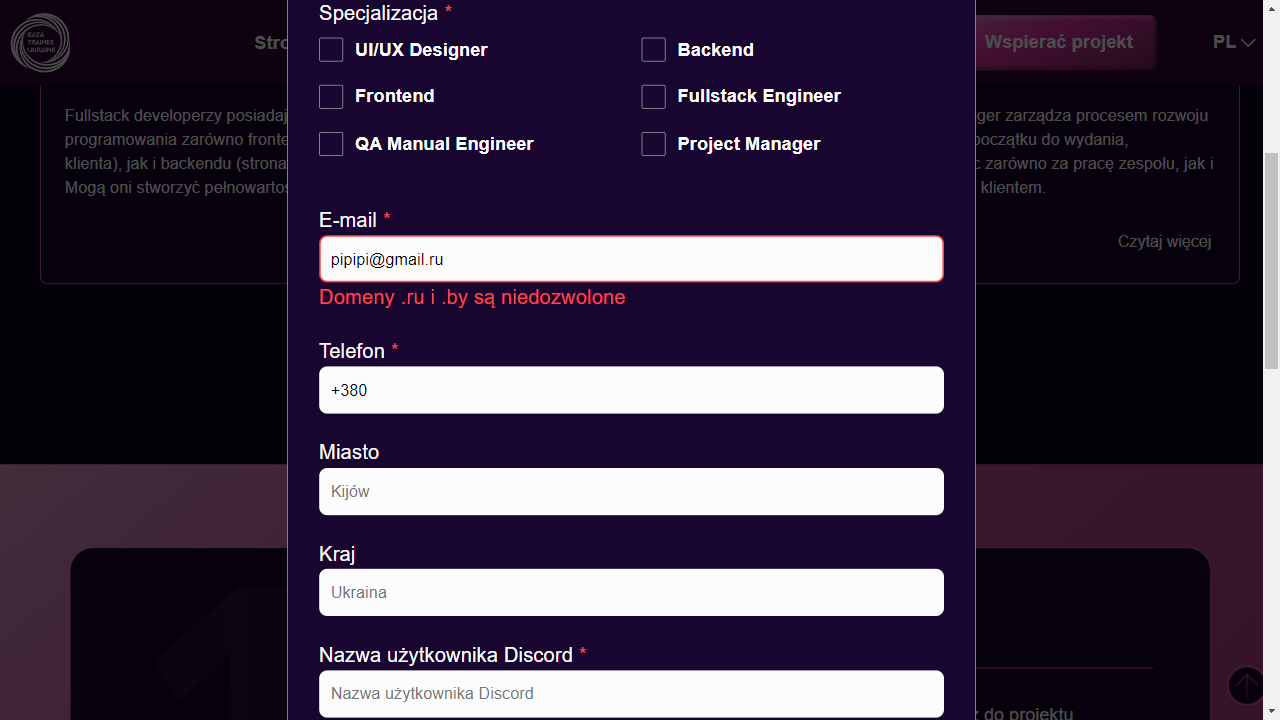 BAZA
TRAINEE
UKRAINE
Wspierać projekt
PL
Specjalizacja *
UI/UX Designer
Backend
Frontend
Fullstack Engineer
QA Manual Engineer
Project Manager
Fullstack developerzy posiadaj
programowania zarówno fronte
klienta), jak i backendu (strona
Mogą oni stworzyć pełnowartoś
ger zarządza procesem rozwoju
początku do wydania,
c zarówno za pracę zespołu, jak i
klientem.
Czytaj więcej
E-mail *
pipipi@gmail.ru
Domeny .ru i .by są niedozwolone
Telefon *
+380
Miasto
Kijów
Kraj
Ukraina
Nazwa użytkownika Discord *
Nazwa użytkownika Discord
do projektu